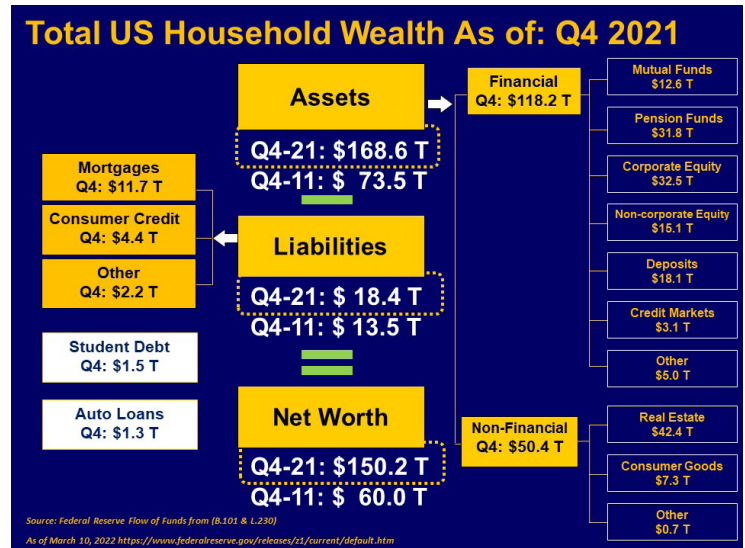 Total US Household Wealth As of: Q4 2021
Assets
Q4-21: $168.6 T
Q4-11: $ 73.5 T
Liabilities
Q4-21: $ 18.4 T
Q4-11: $ 13.5 T
Net Worth
Q4-21: $150.2 T
Q4-11: $ 60.0 T
Mortgages
Q4: $11.7 T
Consumer Credit
Q4: $4.4 T
Other
Q4: $2.2 T
Student Debt
Q4: $1.5 T
Auto Loans
Q4: $1.3 T
Financial
Q4: $118.2 T
Mutual Funds
$12.6 T
Pension Funds
$31.8 T
Corporate Equity
$32.5 T
Non-corporate Equity
$15.1 T
Deposits
$18.1 T
Credit Markets
$3.1 T
Other
$5.0 T
Non-Financial
Q4: $50.4 T
Real Estate
$42.4 T
Consumer Goods
$7.3 T
Other
$0.7 T
Source: Federal Reserve Flow of Funds from (B.101 & L.230)
As of March 10, 2022 https://www.federalreserve.gov/releases/z1/current/default.htm